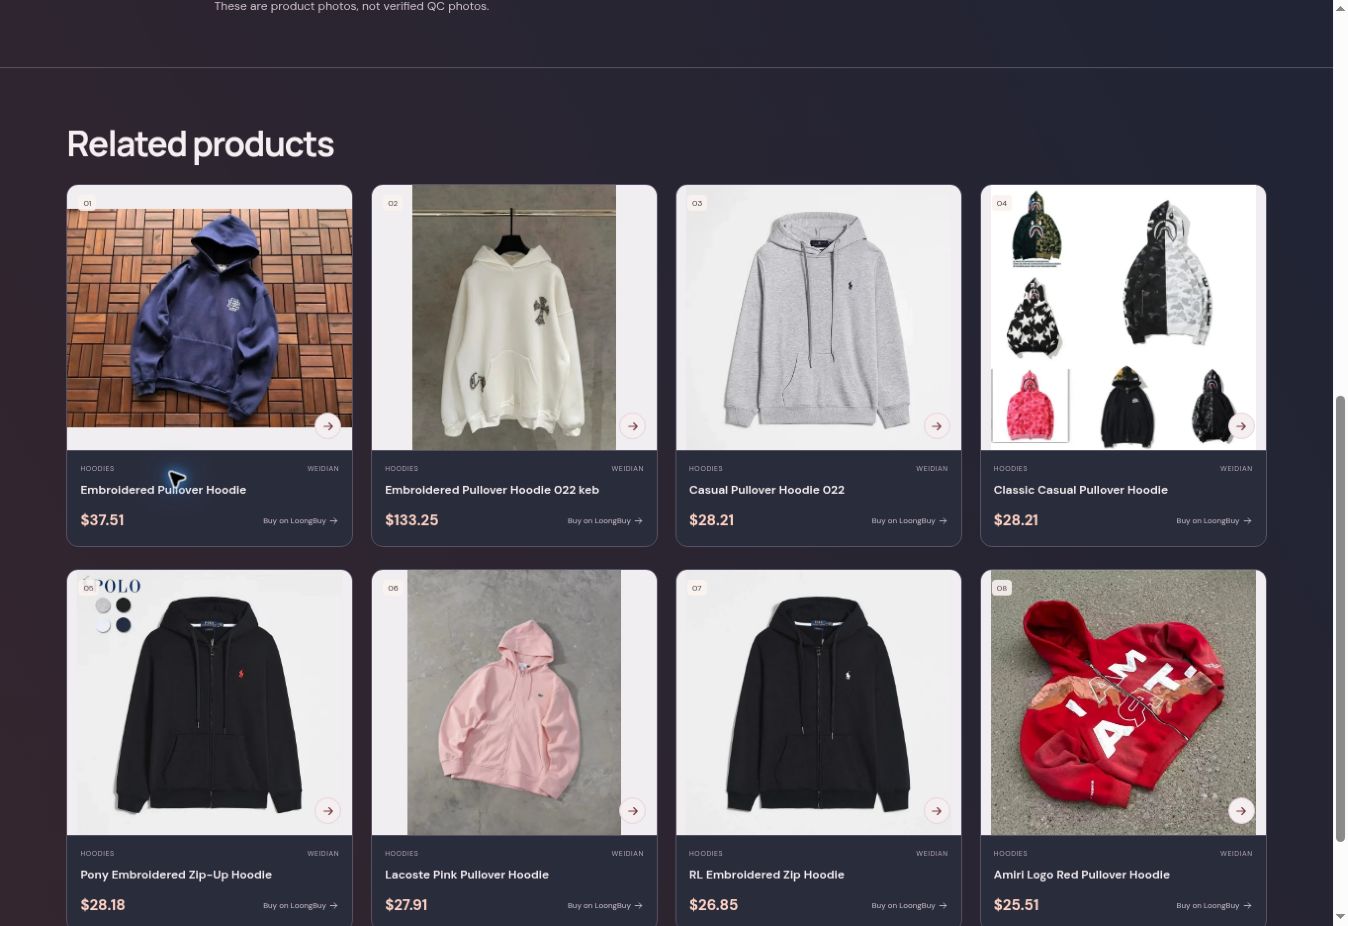 These are product photos, not verified QC photos.
Related products
01
02
03
04
HOODIES WEIDIAN
Embroidered Pullover Hoodie
$37.51 Buy on LoongBuy →
HOODIES WEIDIAN
Embroidered Pullover Hoodie 022 keb
$133.25 Buy on LoongBuy →
HOODIES WEIDIAN
Casual Pullover Hoodie 022
$28.21 Buy on LoongBuy →
HOODIES WEIDIAN
Classic Casual Pullover Hoodie
$28.21 Buy on LoongBuy →
05
POLO
06
07
08
HOODIES WEIDIAN
Pony Embroidered Zip-Up Hoodie
$28.18 Buy on LoongBuy →
HOODIES WEIDIAN
Lacoste Pink Pullover Hoodie
$27.91 Buy on LoongBuy →
HOODIES WEIDIAN
RL Embroidered Zip Hoodie
$26.85 Buy on LoongBuy →
HOODIES WEIDIAN
Amiri Logo Red Pullover Hoodie
$25.51 Buy on LoongBuy →